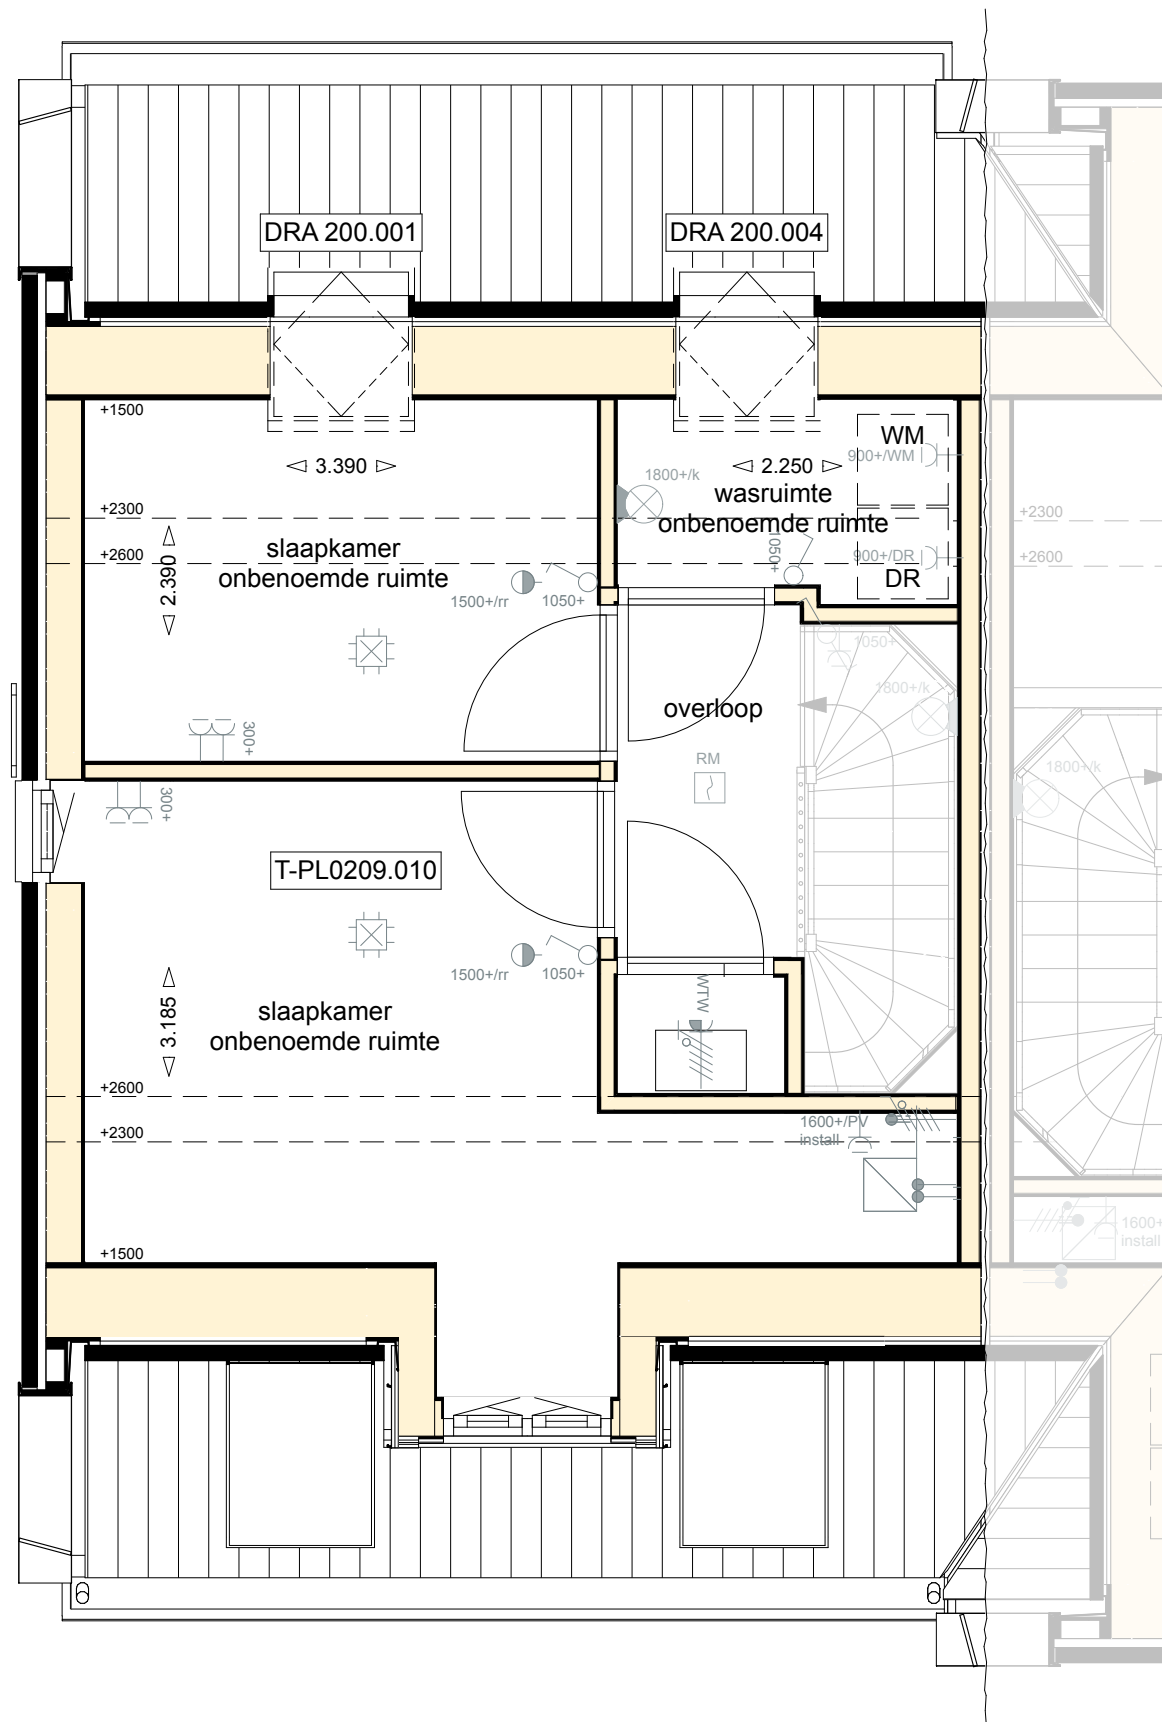 DRA 200.001
DRA 200.004
+1500
3.390
2.250
WM
900+/WM
1800+/k
wasruimte
onbenoemde ruimte
+2300
+2300
+2600
+2600
2.390
slaapkamer
onbenoemde ruimte
1050+
900+/DR
DR
1500+/rr
1050+
1050+
1800+/k
overloop
300+
RM
1800+/k
300+
T-PL0209.010
1500+/rr
1050+
WTW
3.185
slaapkamer
onbenoemde ruimte
+2600
1600+/PV
install
+2300
1600+
install
+1500